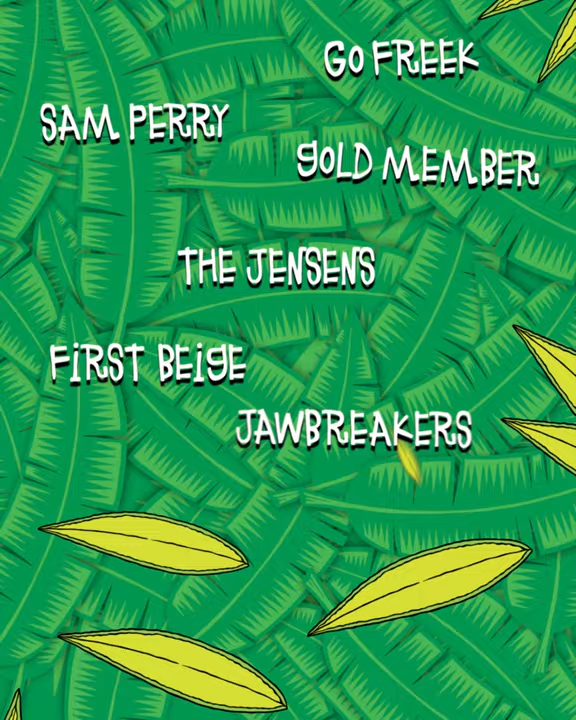 GO FREEK
SAM PERRY
GOLD MEMBER
THE JENSENS
FIRST BEIGE
JAWBREAKERS